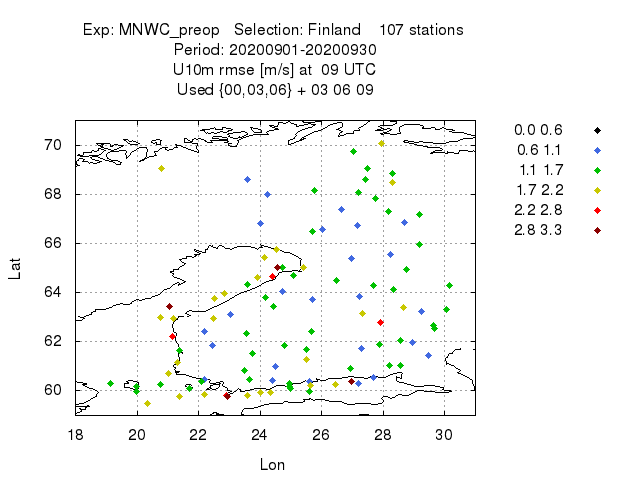 Exp: MNWC_preop   Selection: Finland    107 stations
Period: 20200901-20200930
U10m rmse [m/s] at  09 UTC
Used {00,03,06} + 03 06 09
0.0 0.6
0.6 1.1
1.1 1.7
1.7 2.2
2.2 2.8
2.8 3.3
70
68
66
64
62
60
Lat
18 20 22 24 26 28 30
Lon